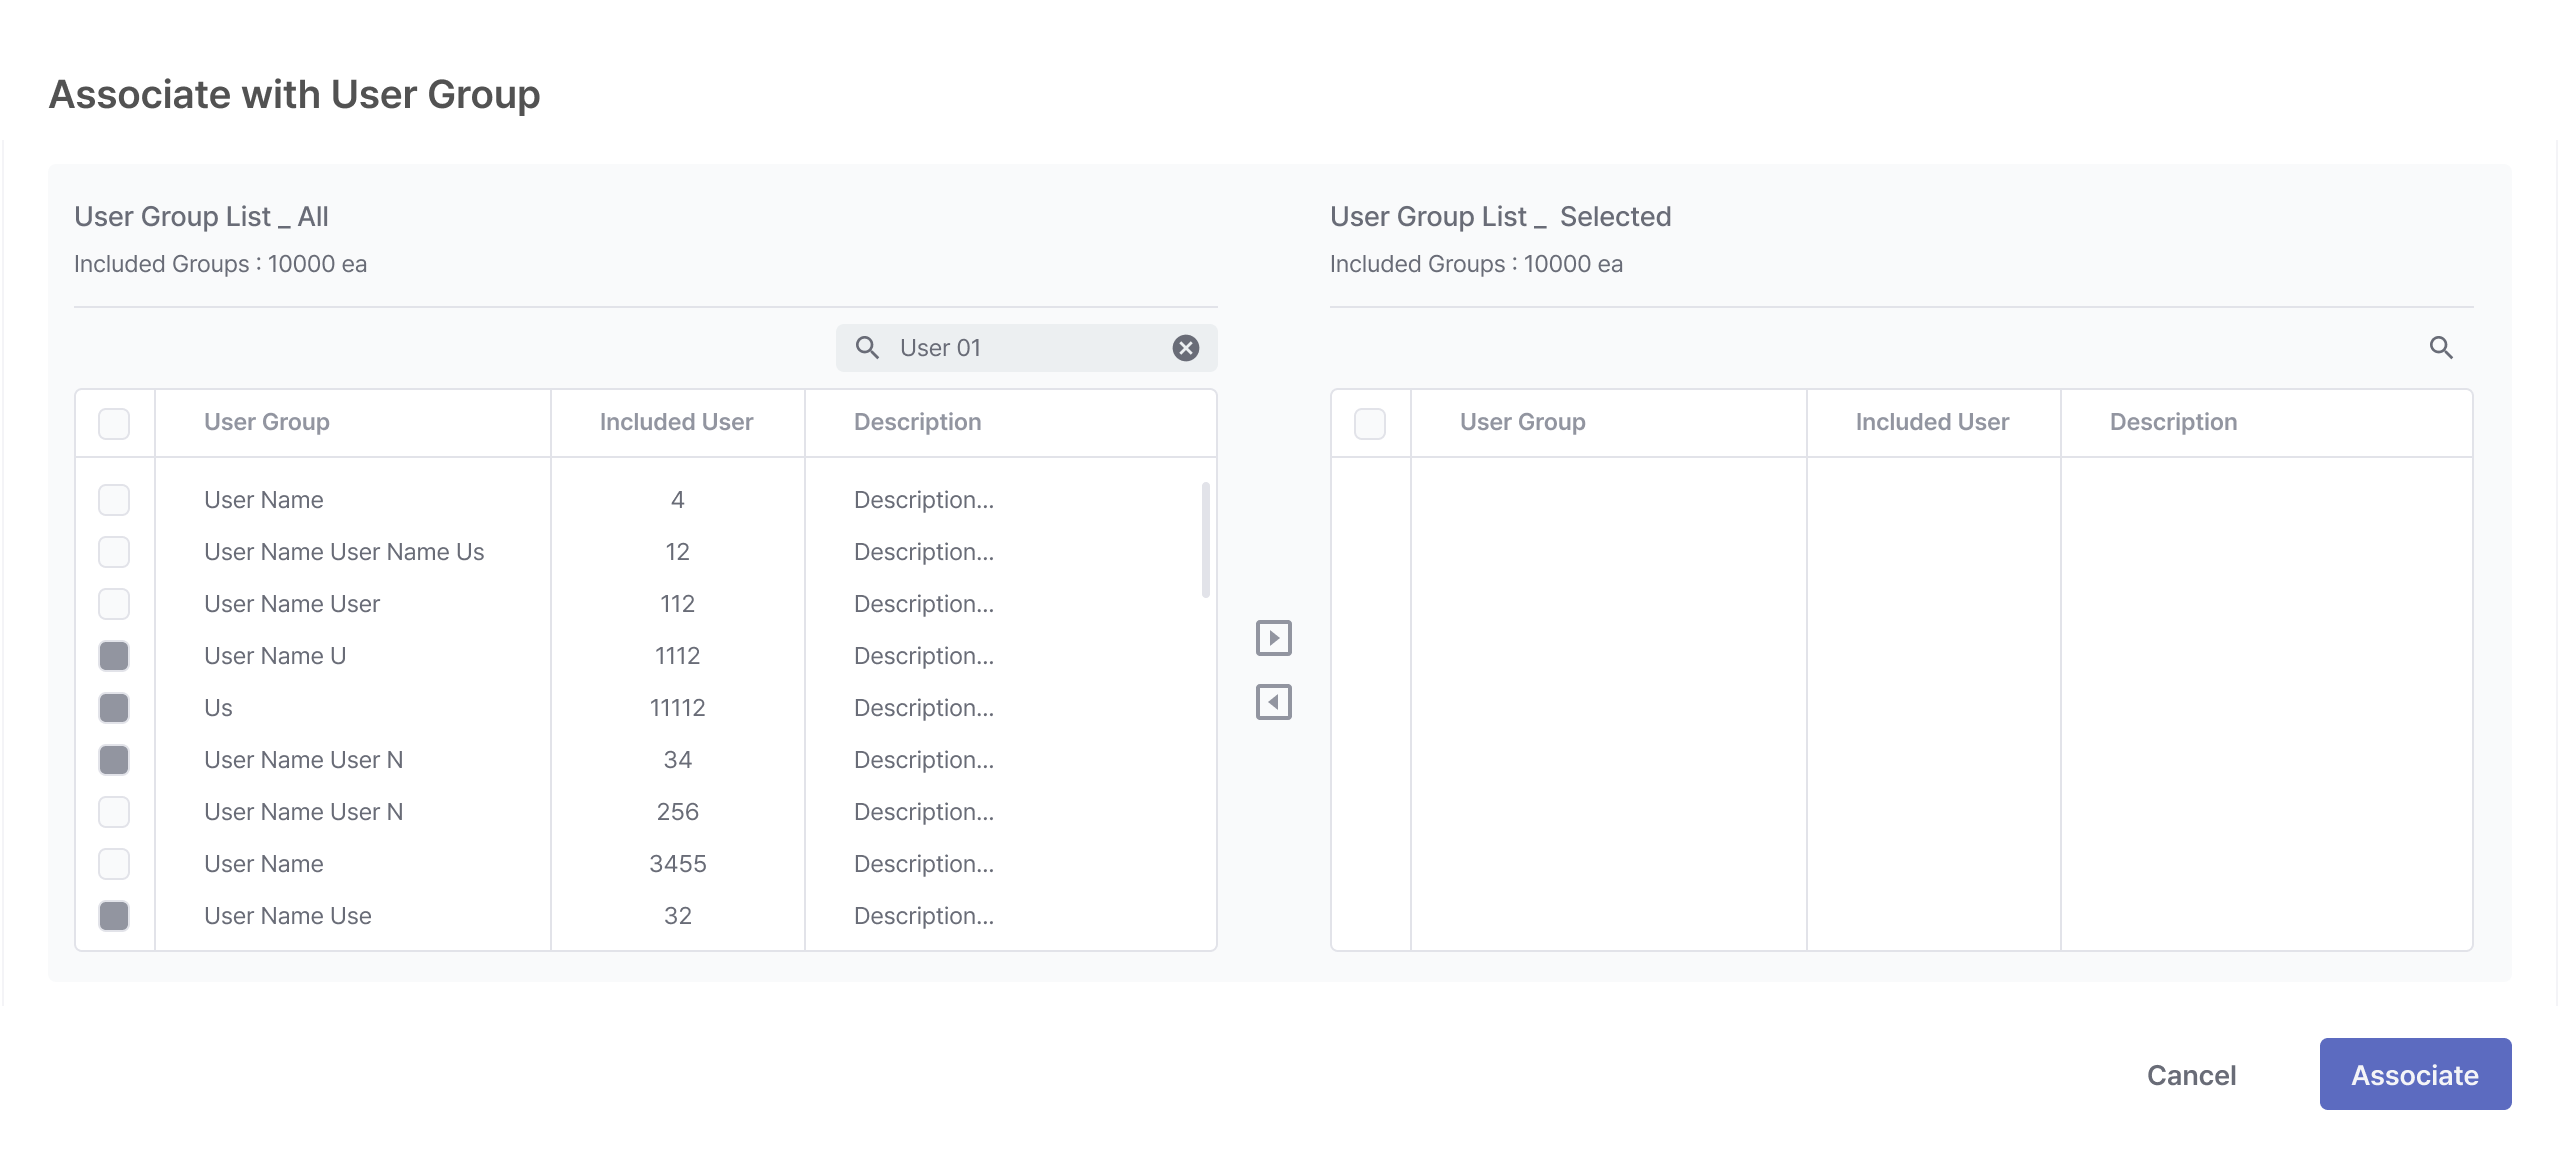 Associate with User Group
User Group List _ All
Included Groups : 10000 ea
User 01
User Group Included User Description
User Name 4 Description...
User Name User Name Us 12 Description...
User Name User 112 Description...
User Name U 1112 Description...
Us 11112 Description...
User Name User N 34 Description...
User Name User N 256 Description...
User Name 3455 Description...
User Name Use 32 Description...
User Group List _  Selected
Included Groups : 10000 ea
User Group Included User Description
Cancel Associate